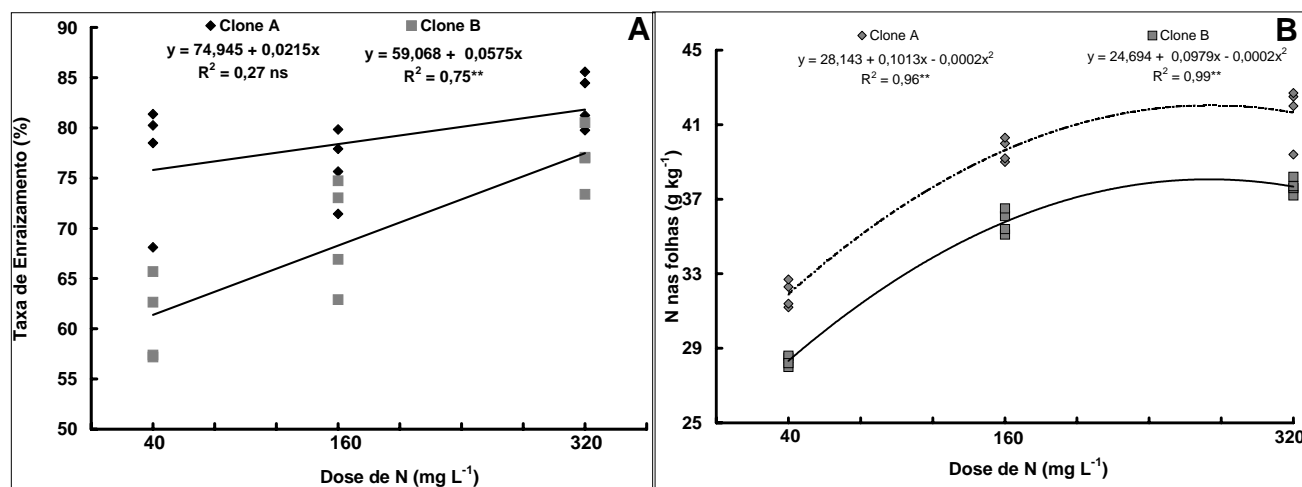 A
◆ Clone A
■ Clone B
y = 74,945 + 0,0215x
R² = 0,27 ns
y = 59,068 + 0,0575x
R² = 0,75**
Taxa de Enraizamento (%)
90
85
80
75
70
65
60
55
50
40
160
320
Dose de N (mg L⁻¹)
B
Clone A
Clone B
y = 28,143 + 0,1013x - 0,0002x²
R² = 0,96**
y = 24,694 + 0,0979x - 0,0002x²
R² = 0,99**
N nas folhas (g kg⁻¹)
45
41
37
33
29
25
40
160
320
Dose de N (mg L⁻¹)